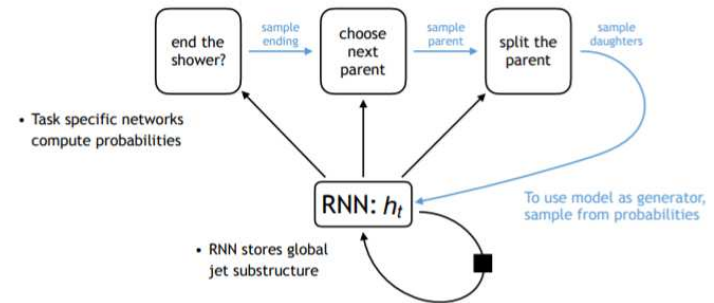 end the
shower?
sample
ending
choose
next
parent
sample
parent
split the
parent
sample
daughters
• Task specific networks
compute probabilities
RNN: ht
To use model as generator,
sample from probabilities
• RNN stores global
jet substructure